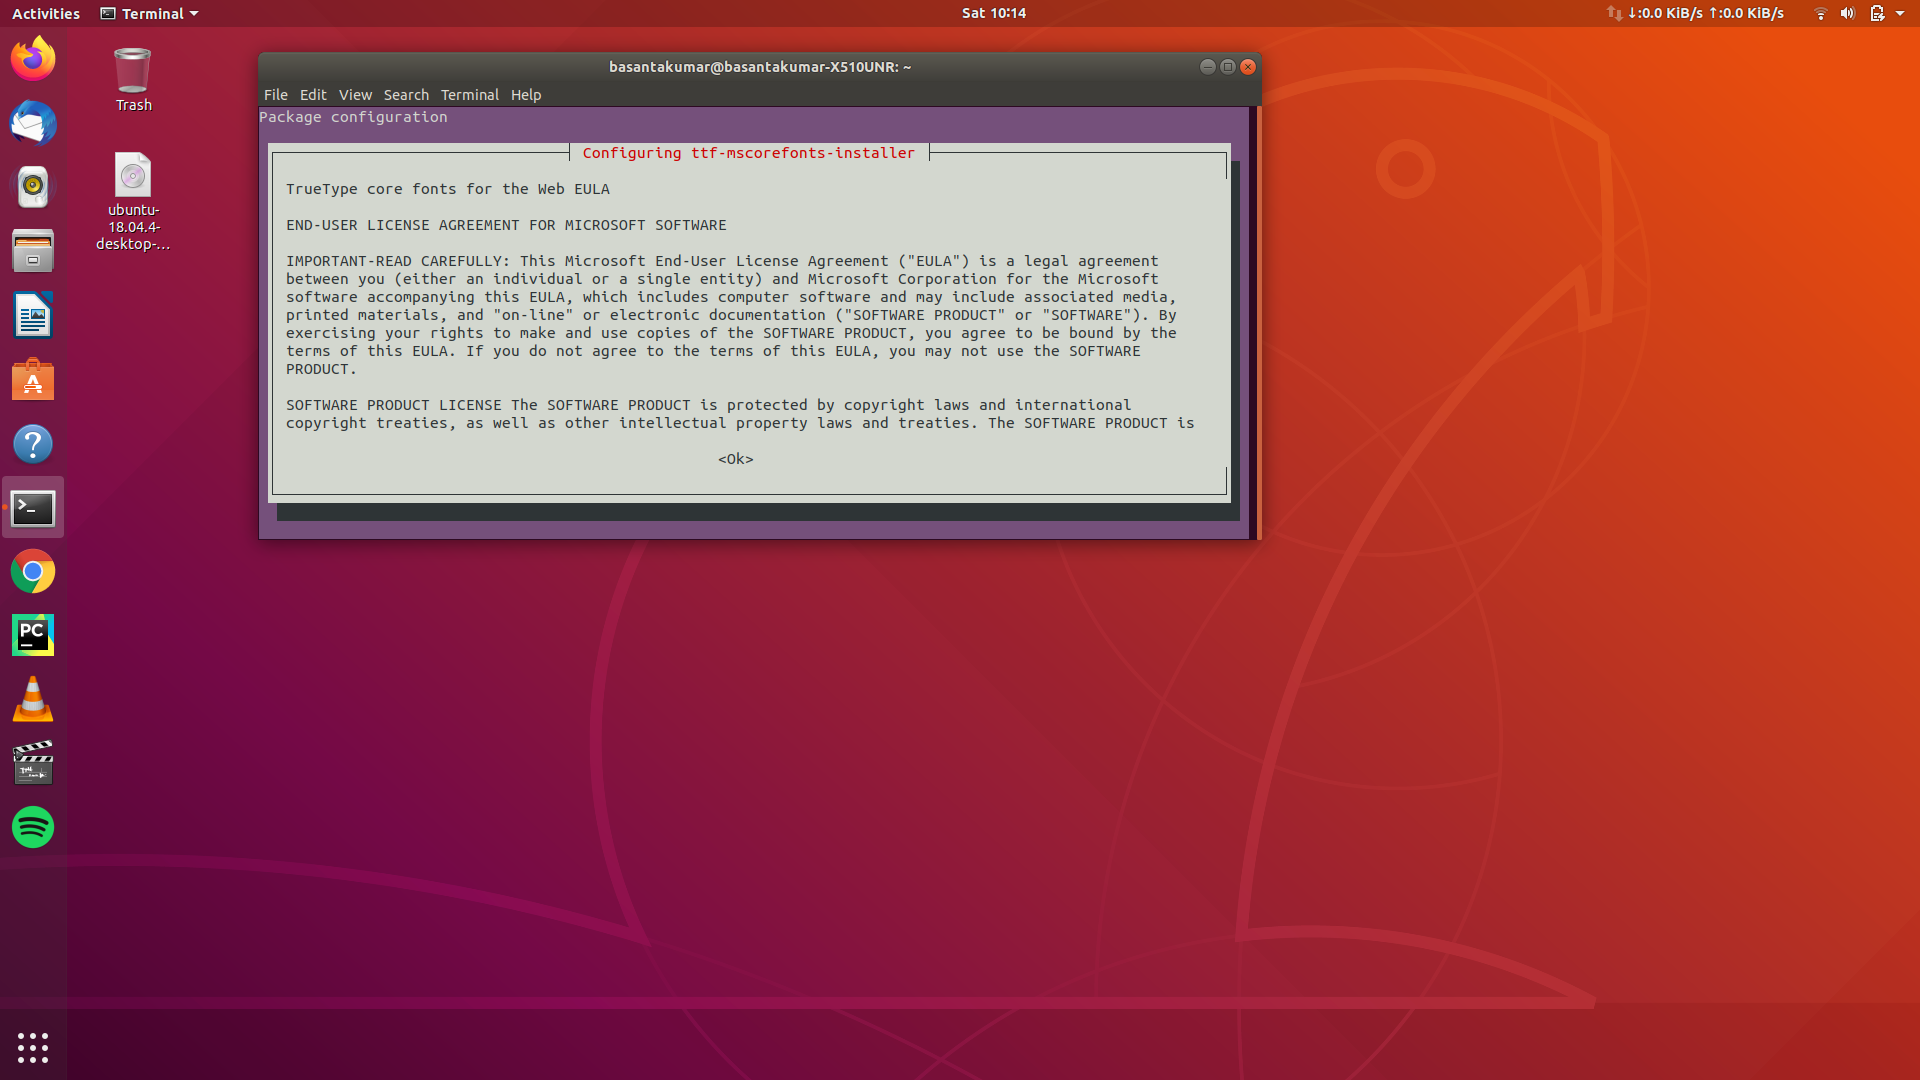 Activities
Terminal
Sat 10:14
↓:0.0 KiB/s ↑:0.0 KiB/s
Trash
ubuntu-
18.04.4-
desktop-...
basantakumar@basantakumar-X510UNR: ~
File Edit View Search Terminal Help
Package configuration
Configuring ttf-mscorefonts-installer
TrueType core fonts for the Web EULA
END-USER LICENSE AGREEMENT FOR MICROSOFT SOFTWARE
IMPORTANT-READ CAREFULLY: This Microsoft End-User License Agreement ("EULA") is a legal agreement
between you (either an individual or a single entity) and Microsoft Corporation for the Microsoft
software accompanying this EULA, which includes computer software and may include associated media,
printed materials, and "on-line" or electronic documentation ("SOFTWARE PRODUCT" or "SOFTWARE"). By
exercising your rights to make and use copies of the SOFTWARE PRODUCT, you agree to be bound by the
terms of this EULA. If you do not agree to the terms of this EULA, you may not use the SOFTWARE
PRODUCT.
SOFTWARE PRODUCT LICENSE The SOFTWARE PRODUCT is protected by copyright laws and international
copyright treaties, as well as other intellectual property laws and treaties. The SOFTWARE PRODUCT is
<Ok>
PC